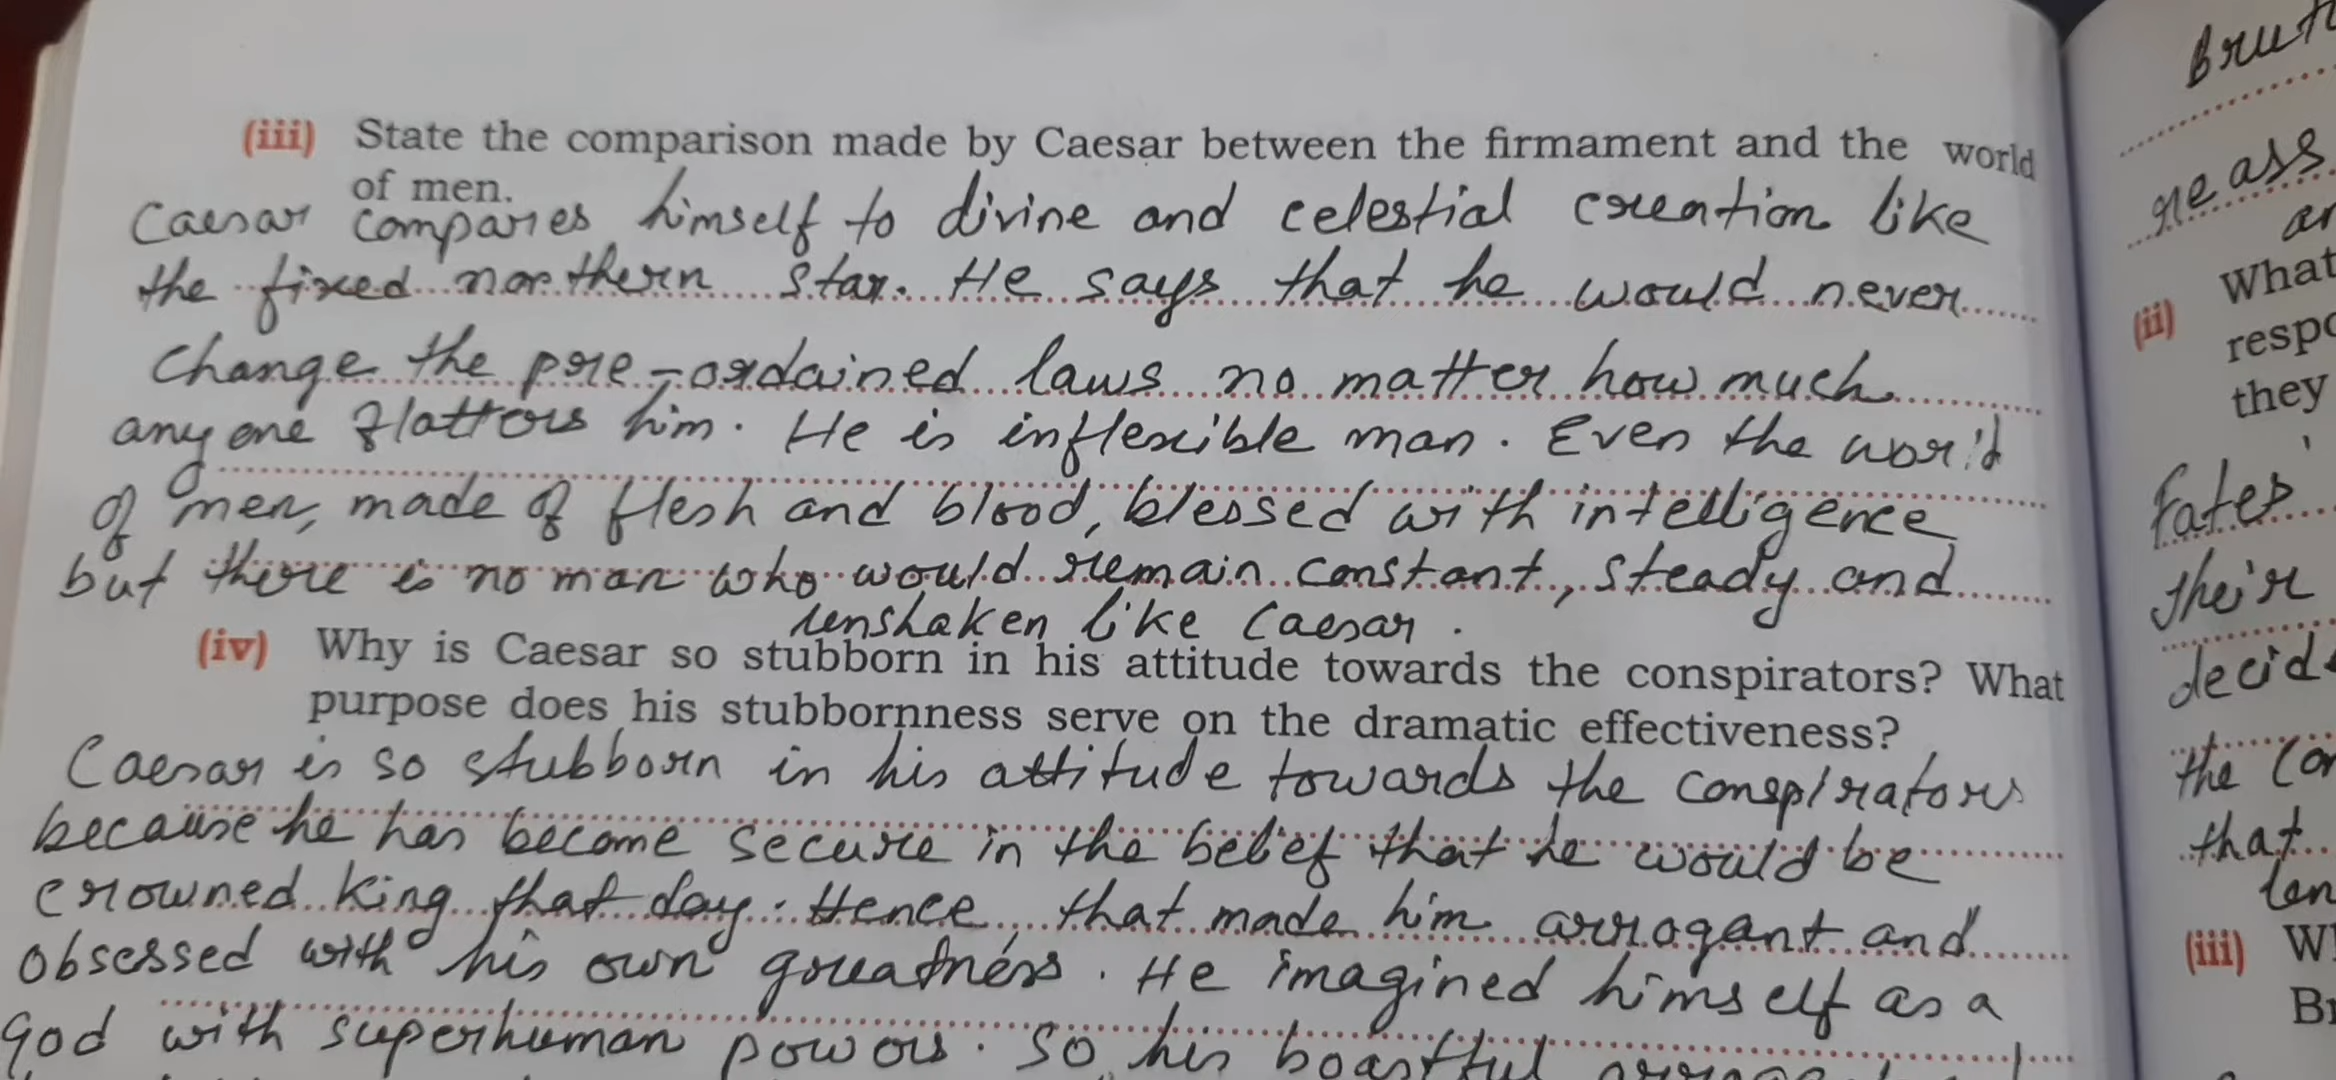 (iii) State the comparison made by Caesar between the firmament and the world
of men.
Caesar compares himself to divine and celestial creation like
the fixed northern star. He says that he would never
change the pre-ordained laws no matter how much
anyone flatters him. He is inflexible man. Even the world
of men, made of flesh and blood, blessed with intelligence
but there is no man who would remain constant, steady and
unshaken like Caesar.
(iv) Why is Caesar so stubborn in his attitude towards the conspirators? What
purpose does his stubbornness serve on the dramatic effectiveness?
Caesar is so stubborn in his attitude towards the conspirators
because he has become secure in the belief that he would be
crowned king that day. Hence, that made him arrogant and
obsessed with his own greatness. He imagined himself as a
god with superhuman powers. So his boastful
ne ass
(ii) What
they
Fates
their
the
that
(iii)